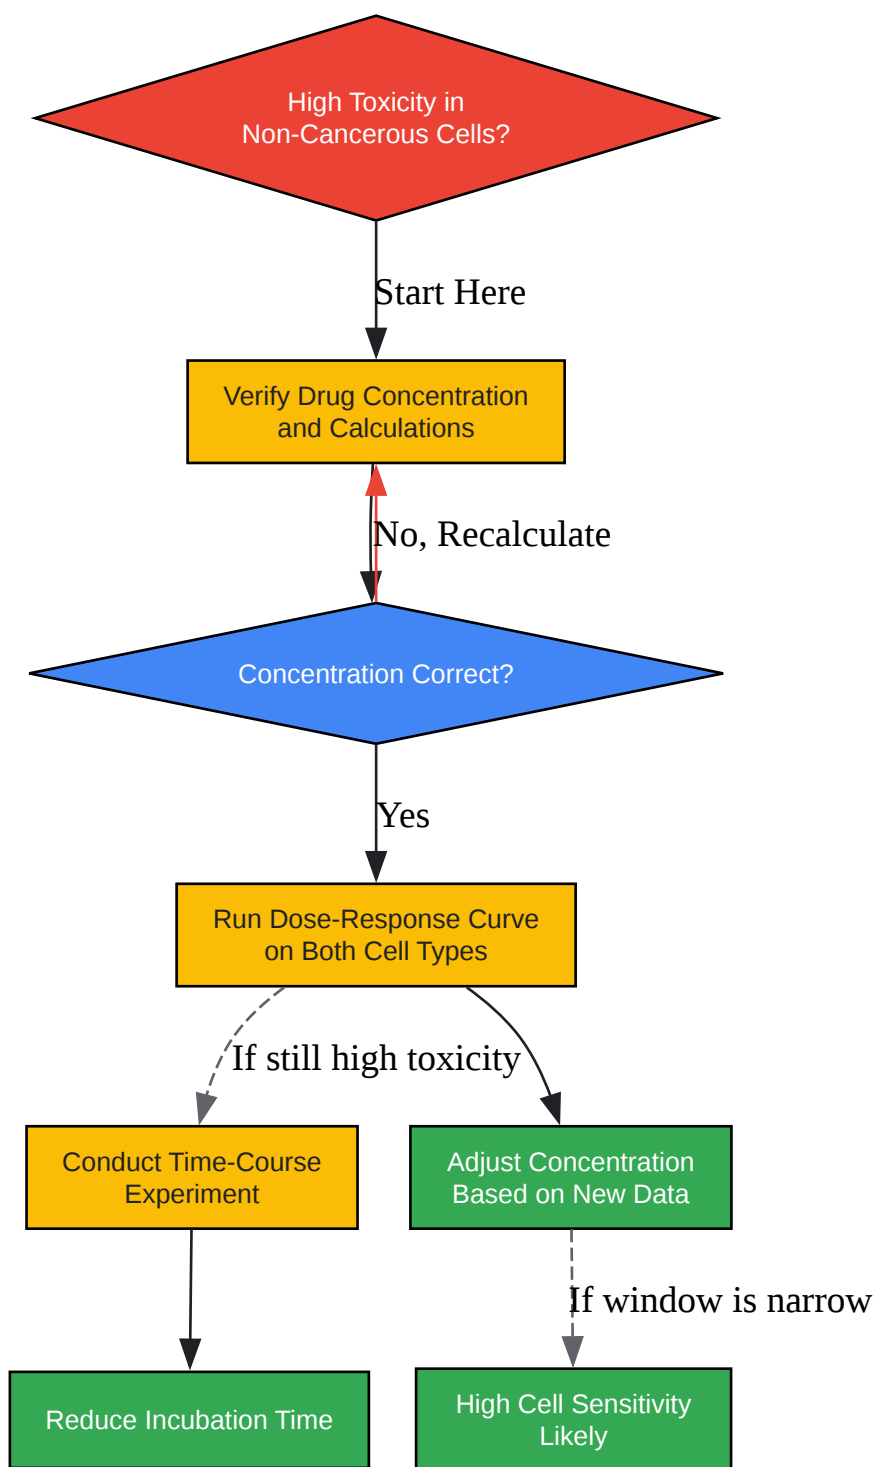 High Toxicity in
Non-Cancerous Cells?
Start Here
Verify Drug Concentration
and Calculations
No, Recalculate
Concentration Correct?
Yes
Run Dose-Response Curve
on Both Cell Types
If still high toxicity
Conduct Time-Course
Experiment
Adjust Concentration
Based on New Data
If window is narrow
Reduce Incubation Time
High Cell Sensitivity
Likely